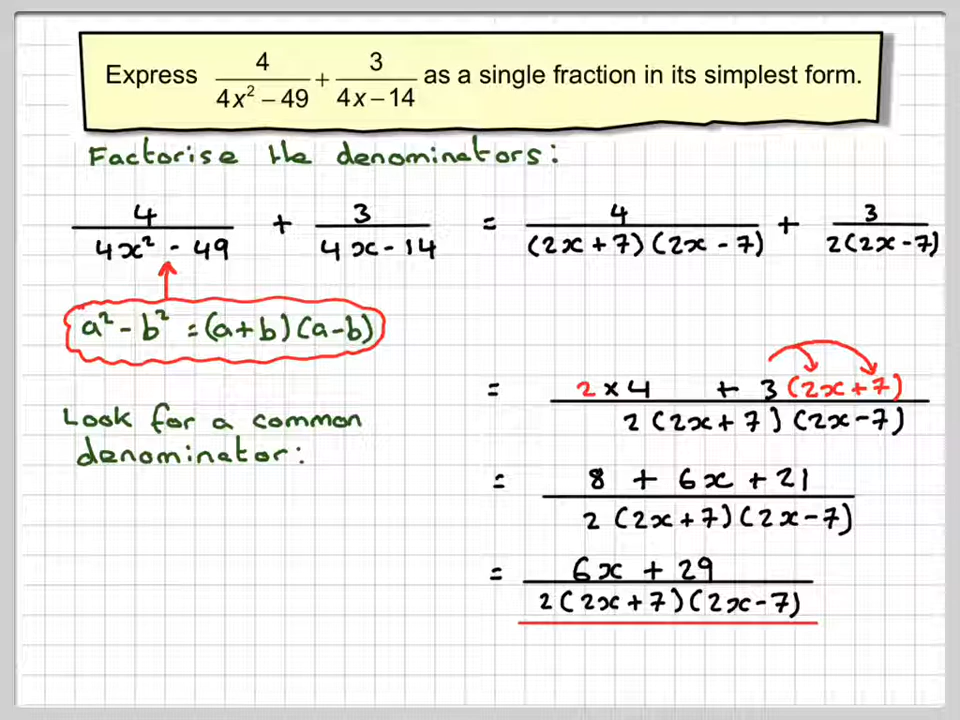 Express 4/(4x² − 49) + 3/(4x − 14) as a single fraction in its simplest form.
Factorise the denominators:
4/(4x² - 49) + 3/(4x - 14) = 4/((2x + 7)(2x - 7)) + 3/(2(2x - 7))
a² - b² = (a + b)(a - b)
= (2 × 4 + 3(2x + 7))/(2(2x + 7)(2x - 7))
Look for a common
denominator:
= (8 + 6x + 21)/(2(2x + 7)(2x - 7))
= (6x + 29)/(2(2x + 7)(2x - 7))